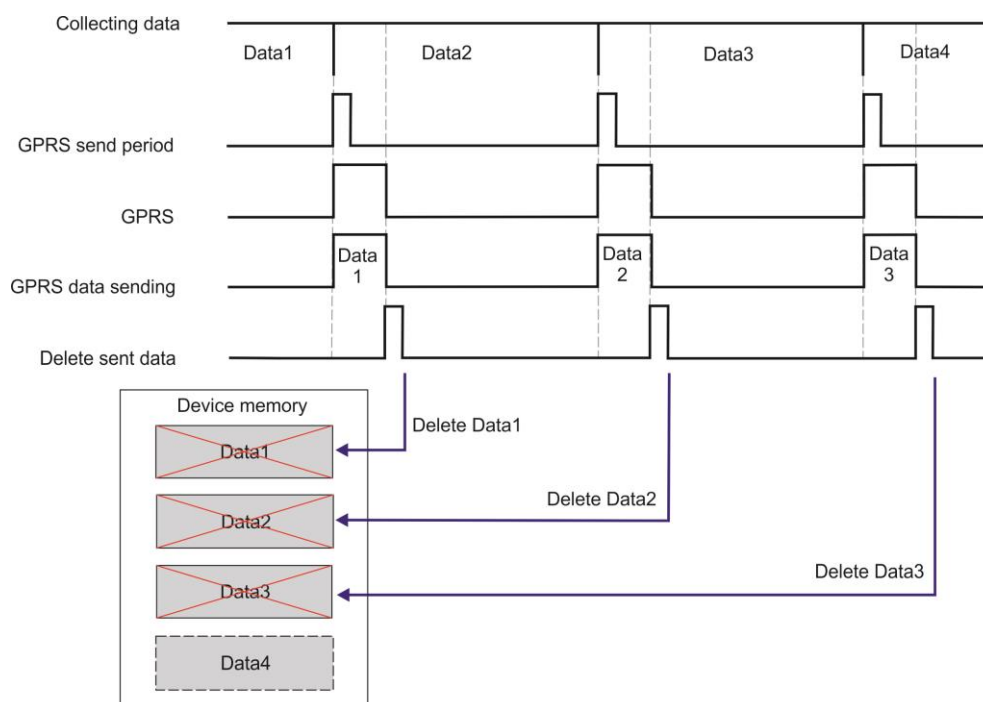 Collecting data
Data1 Data2 Data3 Data4
GPRS send period
GPRS
Data
1
Data
2
Data
3
GPRS data sending
Delete sent data
Device memory
Delete Data1
Data1
Delete Data2
Data2
Delete Data3
Data3
Data4